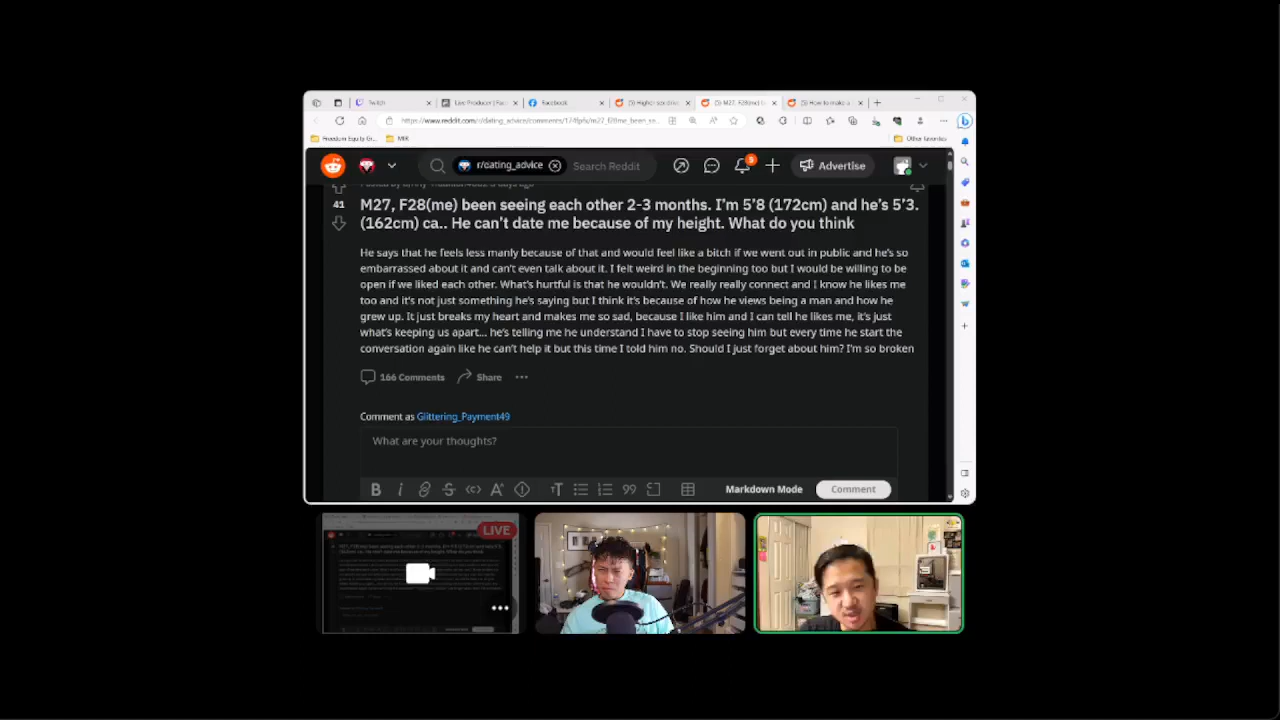 Twitch
Facebook
https://www.reddit.com/r/dating_advice/comments/
Other favorites
r/dating_advice
Search Reddit
Advertise
41
M27, F28(me) been seeing each other 2-3 months. I'm 5'8 (172cm) and he's 5'3.
(162cm) ca.. He can't date me because of my height. What do you think
He says that he feels less manly because of that and would feel like a bitch if we went out in public and he's so
embarrassed about it and can't even talk about it. I felt weird in the beginning too but I would be willing to be
open if we liked each other. What's hurtful is that he wouldn't. We really really connect and I know he likes me
too and it's not just something he's saying but I think it's because of how he views being a man and how he
grew up. It just breaks my heart and makes me so sad, because I like him and I can tell he likes me, it's just
what's keeping us apart... he's telling me he understand I have to stop seeing him but every time he start the
conversation again like he can't help it but this time I told him no. Should I just forget about him? I'm so broken
166 Comments
Share
Comment as Glittering_Payment49
What are your thoughts?
Markdown Mode
Comment
LIVE